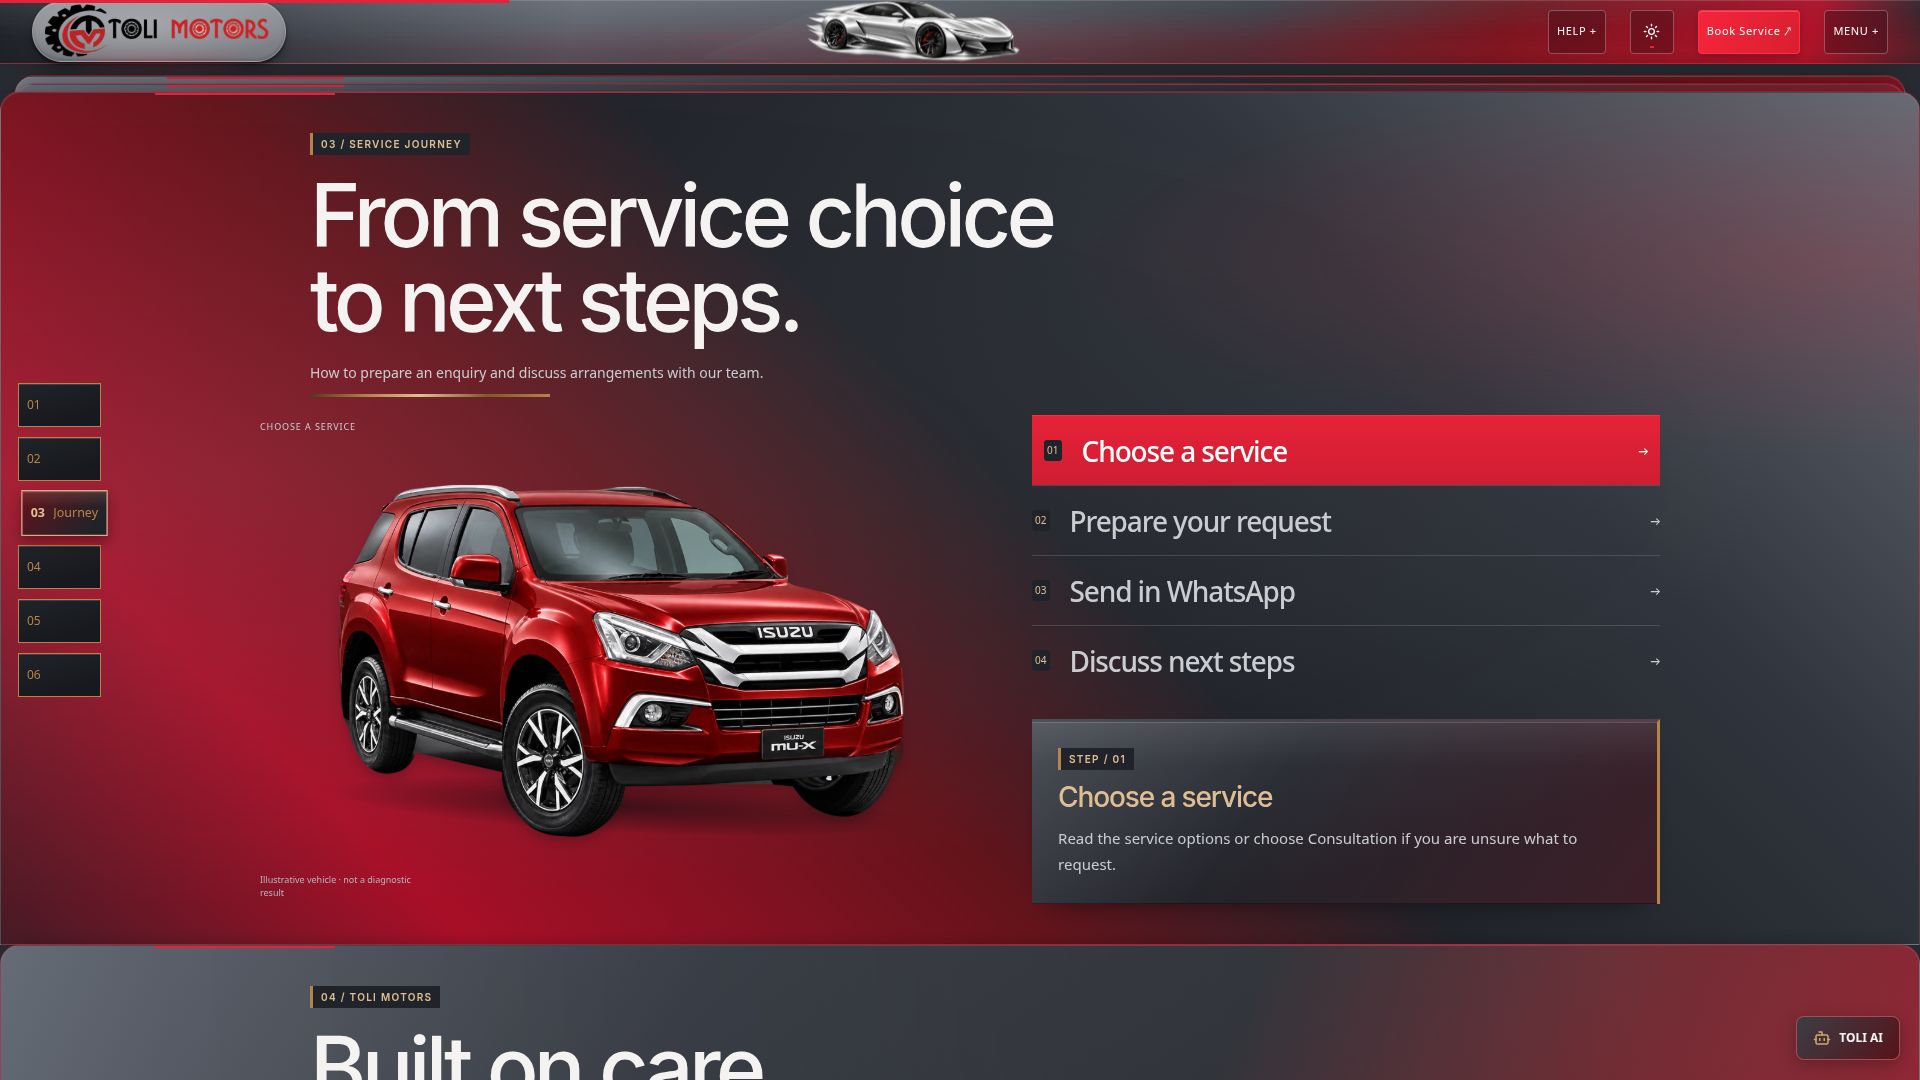 TOLI MOTORS
HELP +
Book Service ↗
MENU +
03 / SERVICE JOURNEY
From service choice
to next steps.
How to prepare an enquiry and discuss arrangements with our team.
01
02
03 Journey
04
05
06
CHOOSE A SERVICE
ISUZU
ISUZU
mu-x
Illustrative vehicle · not a diagnostic
result
01 Choose a service →
02 Prepare your request →
03 Send in WhatsApp →
04 Discuss next steps →
STEP / 01
Choose a service
Read the service options or choose Consultation if you are unsure what to
request.
04 / TOLI MOTORS
Built on care
TOLI AI